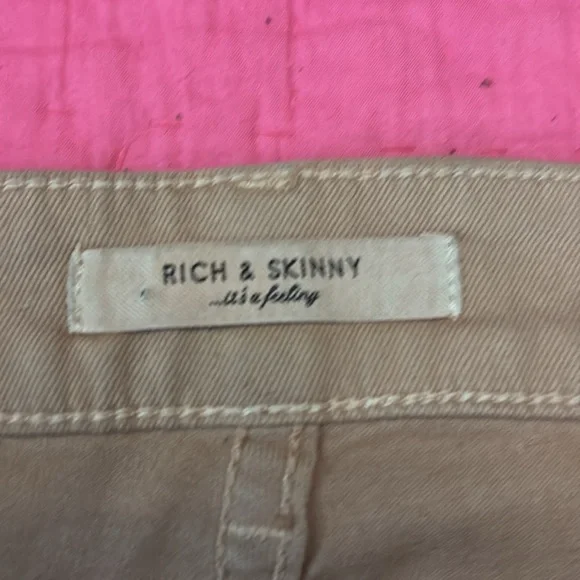 RICH & SKINNY
...it's a feeling